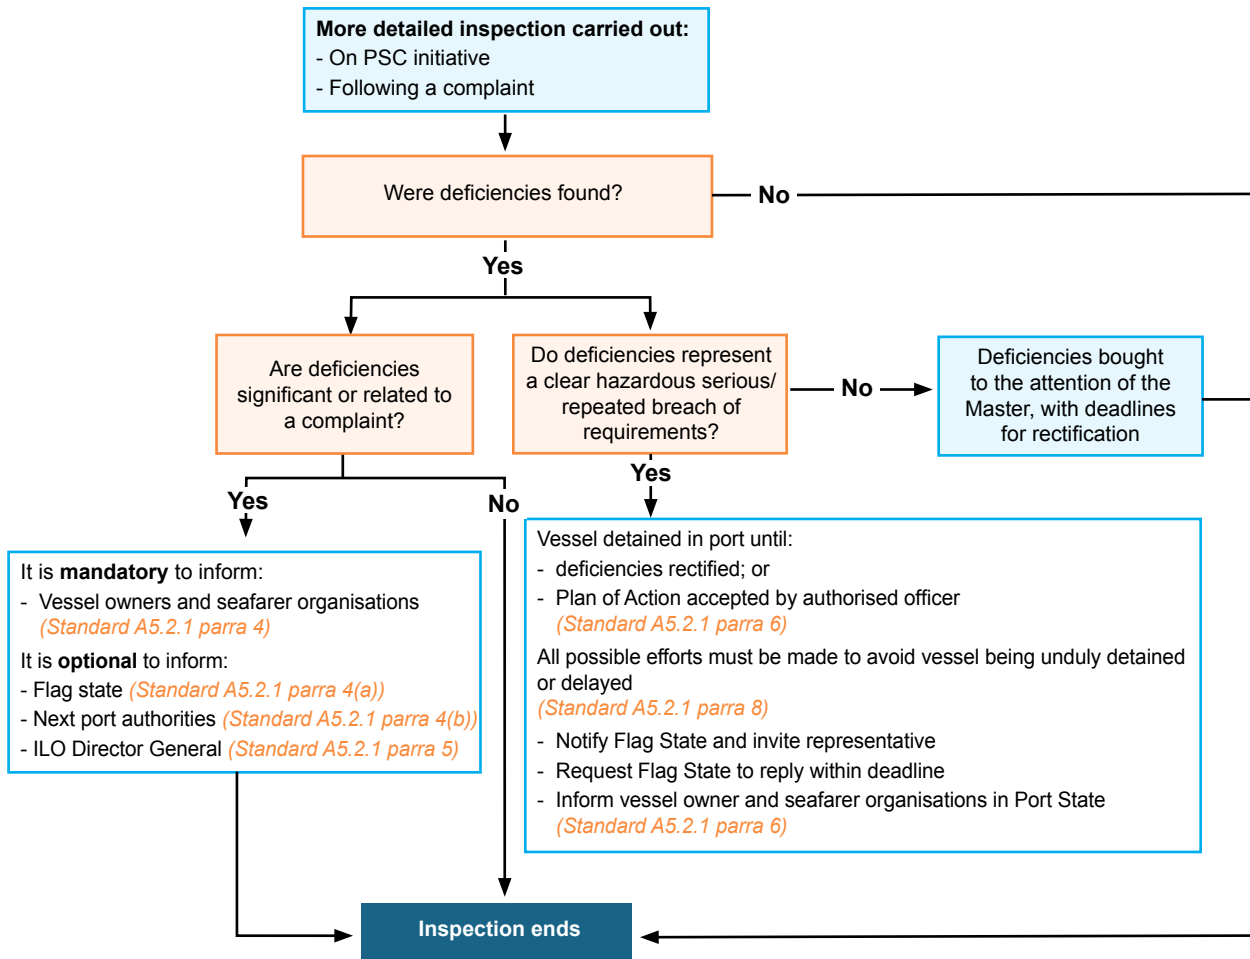 More detailed inspection carried out:
- On PSC initiative
- Following a complaint
Were deficiencies found?
No
Yes
Are deficiencies
significant or related to
a complaint?
Do deficiencies represent
a clear hazardous serious/
repeated breach of
requirements?
No
Deficiencies bought
to the attention of the
Master, with deadlines
for rectification
Yes
No
Yes
It is mandatory to inform:
- Vessel owners and seafarer organisations
(Standard A5.2.1 parra 4)
It is optional to inform:
- Flag state (Standard A5.2.1 parra 4(a))
- Next port authorities (Standard A5.2.1 parra 4(b))
- ILO Director General (Standard A5.2.1 parra 5)
Vessel detained in port until:
- deficiencies rectified; or
- Plan of Action accepted by authorised officer
(Standard A5.2.1 parra 6)
All possible efforts must be made to avoid vessel being unduly detained
or delayed
(Standard A5.2.1 parra 8)
- Notify Flag State and invite representative
- Request Flag State to reply within deadline
- Inform vessel owner and seafarer organisations in Port State
(Standard A5.2.1 parra 6)
Inspection ends